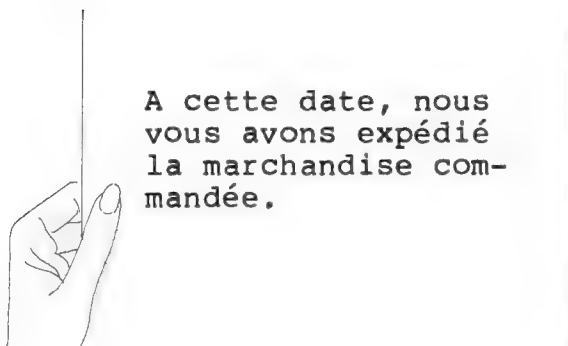 A cette date, nous
vous avons expédié
la marchandise com-
mandée.